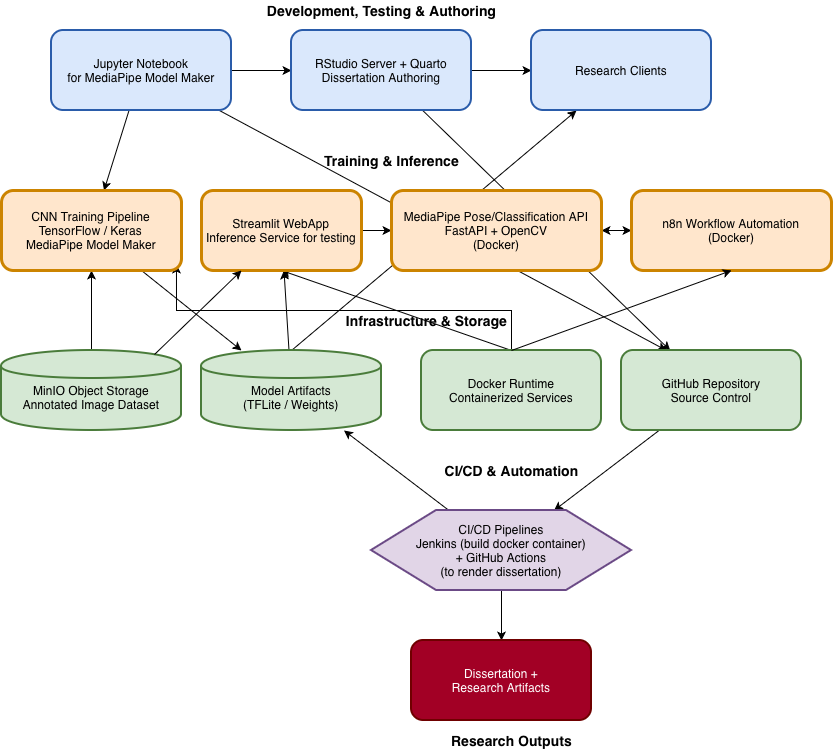 Development, Testing & Authoring
Jupyter Notebook
for MediaPipe Model Maker
RStudio Server + Quarto
Dissertation Authoring
Research Clients
Training & Inference
CNN Training Pipeline
TensorFlow / Keras
MediaPipe Model Maker
Streamlit WebApp
Inference Service for testing
MediaPipe Pose/Classification API
FastAPI + OpenCV
(Docker)
n8n Workflow Automation
(Docker)
Infrastructure & Storage
MinIO Object Storage
Annotated Image Dataset
Model Artifacts
(TFLite / Weights)
Docker Runtime
Containerized Services
GitHub Repository
Source Control
CI/CD & Automation
CI/CD Pipelines
Jenkins (build docker container)
+ GitHub Actions
(to render dissertation)
Dissertation +
Research Artifacts
Research Outputs